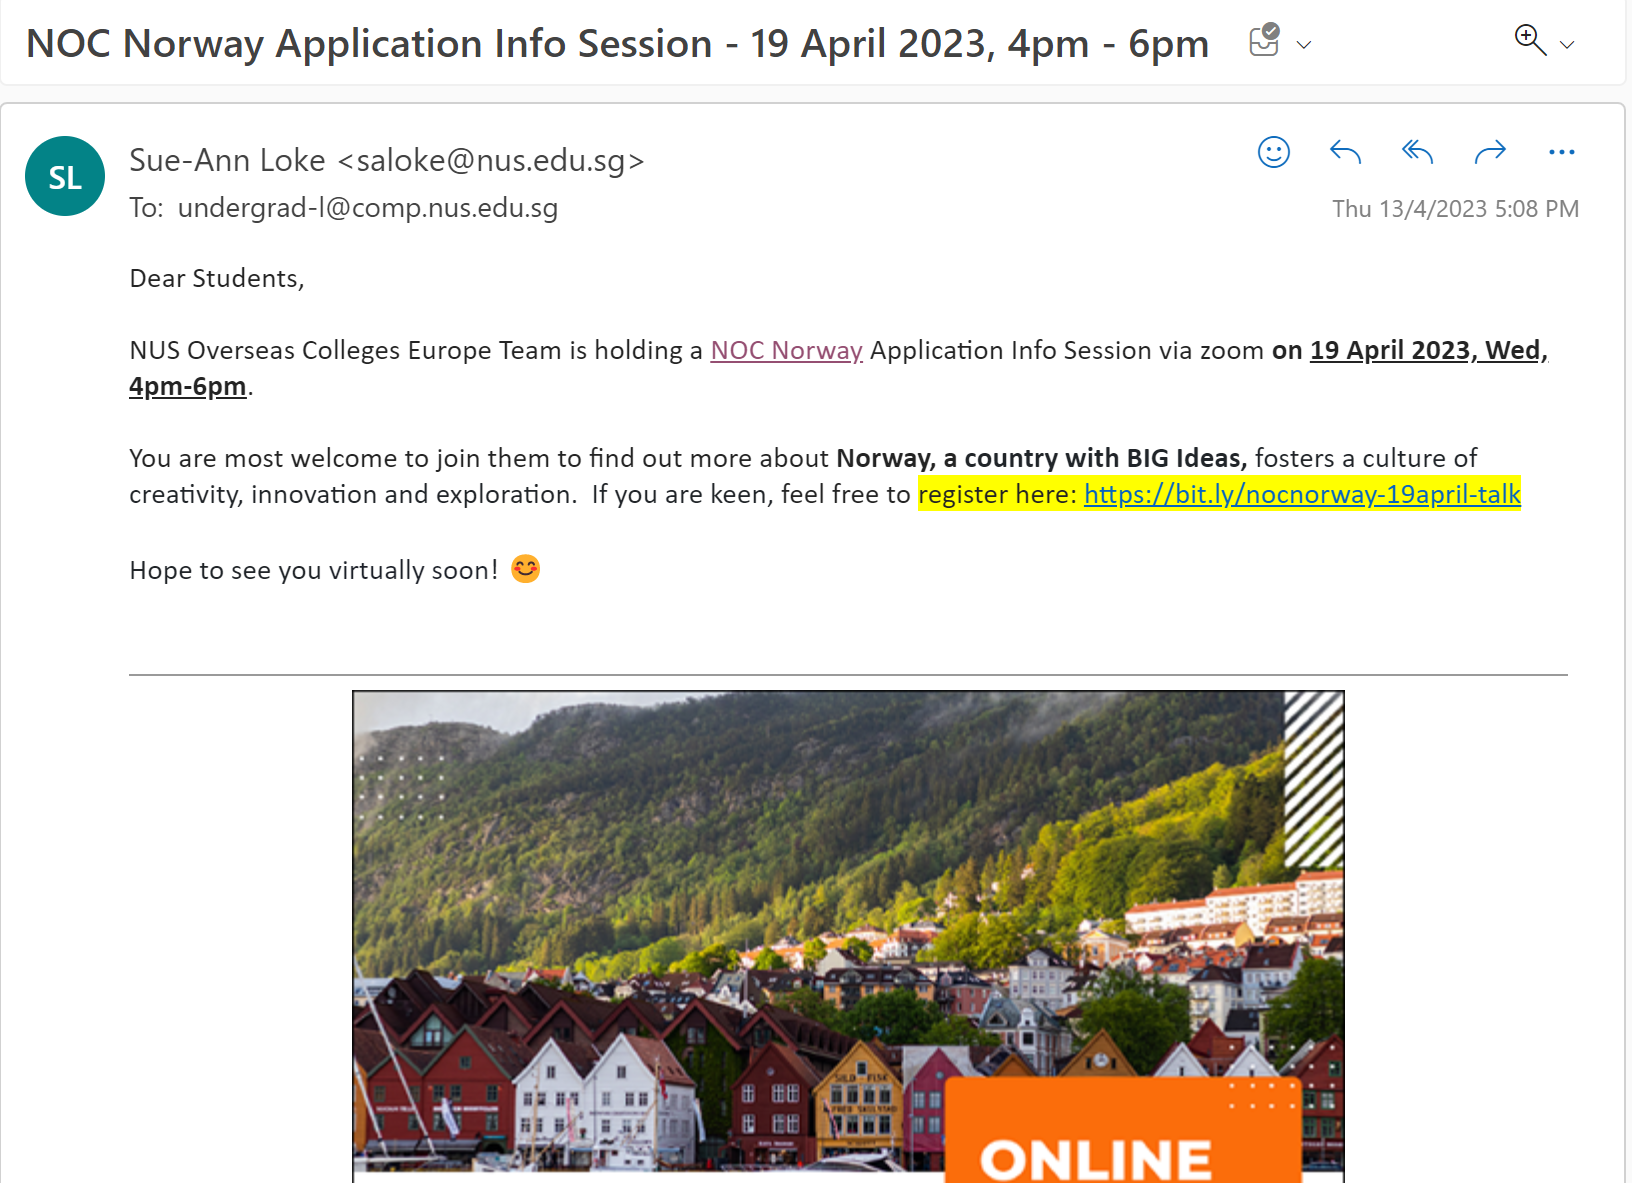 NOC Norway Application Info Session - 19 April 2023, 4pm - 6pm
SL
Sue-Ann Loke <saloke@nus.edu.sg>
To: undergrad-l@comp.nus.edu.sg
Thu 13/4/2023 5:08 PM
Dear Students,
NUS Overseas Colleges Europe Team is holding a NOC Norway Application Info Session via zoom on 19 April 2023, Wed,
4pm-6pm.
You are most welcome to join them to find out more about Norway, a country with BIG Ideas, fosters a culture of
creativity, innovation and exploration. If you are keen, feel free to register here: https://bit.ly/nocnorway-19april-talk
Hope to see you virtually soon! 😊
ONLINE